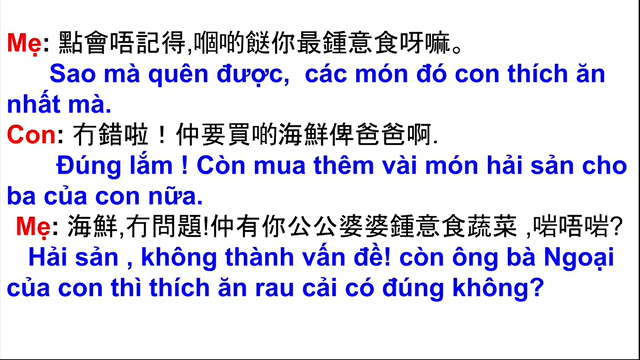 Mẹ: 點會唔記得,嗰啲餸你最鍾意食呀嘛。
Sao mà quên được, các món đó con thích ăn
nhất mà.
Con: 冇錯啦！仲要買啲海鮮俾爸爸啊.
Đúng lắm ! Còn mua thêm vài món hải sản cho
ba của con nữa.
Mẹ: 海鮮,冇問題!仲有你公公婆婆鍾意食蔬菜 ,啱唔啱?
Hải sản , không thành vấn đề! còn ông bà Ngoại
của con thì thích ăn rau cải có đúng không?